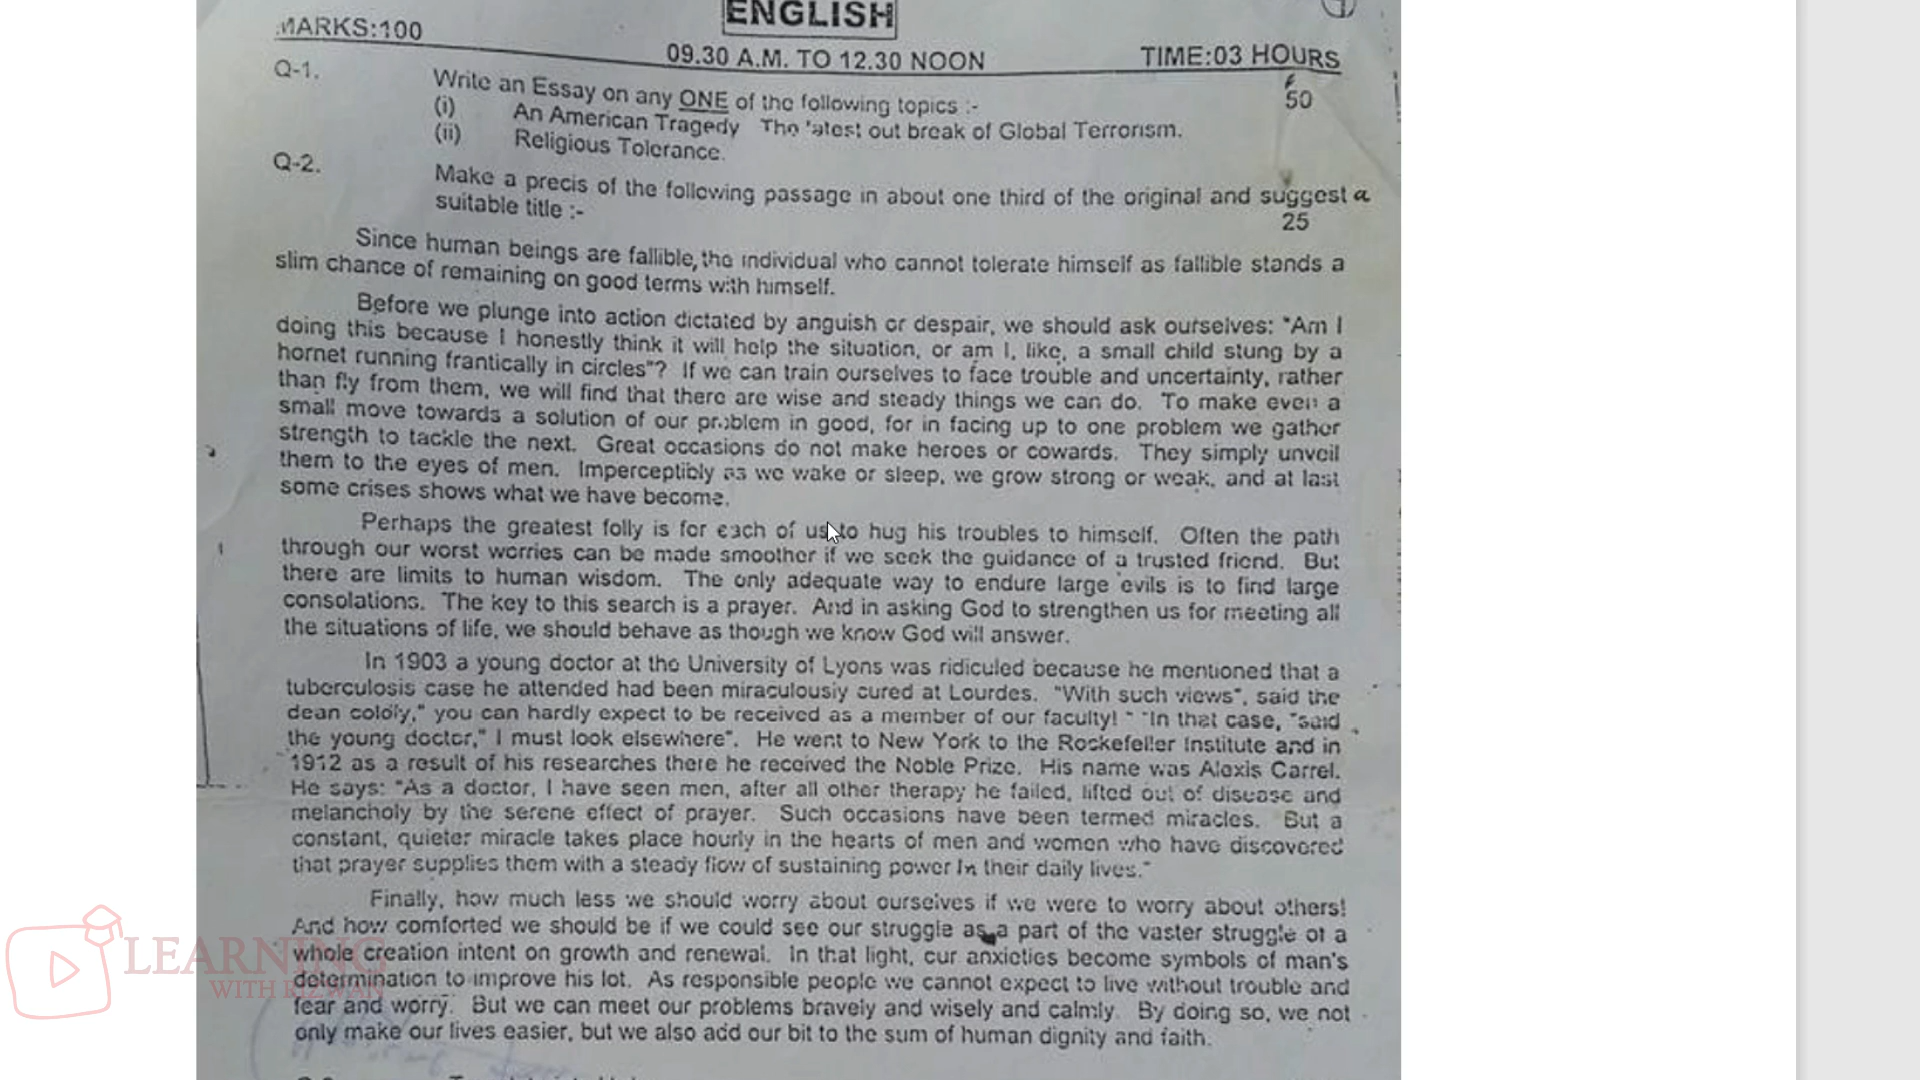 ENGLISH
MARKS:100
09.30 A.M. TO 12.30 NOON
TIME:03 HOURS
Q-1.
Write an Essay on any ONE of the following topics :-
50
(i) An American Tragedy The latest out break of Global Terrorism.
(ii) Religious Tolerance.
Q-2.
Make a precis of the following passage in about one third of the original and suggest a
suitable title :-
25
Since human beings are fallible, the individual who cannot tolerate himself as fallible stands a
slim chance of remaining on good terms with himself.
Before we plunge into action dictated by anguish or despair, we should ask ourselves: "Am I
doing this because I honestly think it will help the situation, or am I, like, a small child stung by a
hornet running frantically in circles"? If we can train ourselves to face trouble and uncertainty, rather
than fly from them, we will find that there are wise and steady things we can do. To make even a
small move towards a solution of our problem in good, for in facing up to one problem we gather
strength to tackle the next. Great occasions do not make heroes or cowards. They simply unveil
them to the eyes of men. Imperceptibly as we wake or sleep, we grow strong or weak, and at last
some crises shows what we have become.
Perhaps the greatest folly is for each of us to hug his troubles to himself. Often the path
through our worst worries can be made smoother if we seek the guidance of a trusted friend. But
there are limits to human wisdom. The only adequate way to endure large evils is to find large
consolations. The key to this search is a prayer. And in asking God to strengthen us for meeting all
the situations of life, we should behave as though we know God will answer.
In 1903 a young doctor at the University of Lyons was ridiculed because he mentioned that a
tuberculosis case he attended had been miraculously cured at Lourdes. "With such views", said the
dean coldly," you can hardly expect to be received as a member of our faculty! " "In that case, "said
the young doctor," I must look elsewhere". He went to New York to the Rockefeller Institute and in
1912 as a result of his researches there he received the Noble Prize. His name was Alexis Carrel.
He says: "As a doctor, I have seen men, after all other therapy he failed, lifted out of disease and
melancholy by the serene effect of prayer. Such occasions have been termed miracles. But a
constant, quieter miracle takes place hourly in the hearts of men and women who have discovered
that prayer supplies them with a steady flow of sustaining power In their daily lives."
Finally, how much less we should worry about ourselves if we were to worry about others!
And how comforted we should be if we could see our struggle as a part of the vaster struggle of a
whole creation intent on growth and renewal. In that light, our anxieties become symbols of man's
determination to improve his lot. As responsible people we cannot expect to live without trouble and
fear and worry. But we can meet our problems bravely and wisely and calmly. By doing so, we not
only make our lives easier, but we also add our bit to the sum of human dignity and faith.
LEARNING
WITH RIZWAN